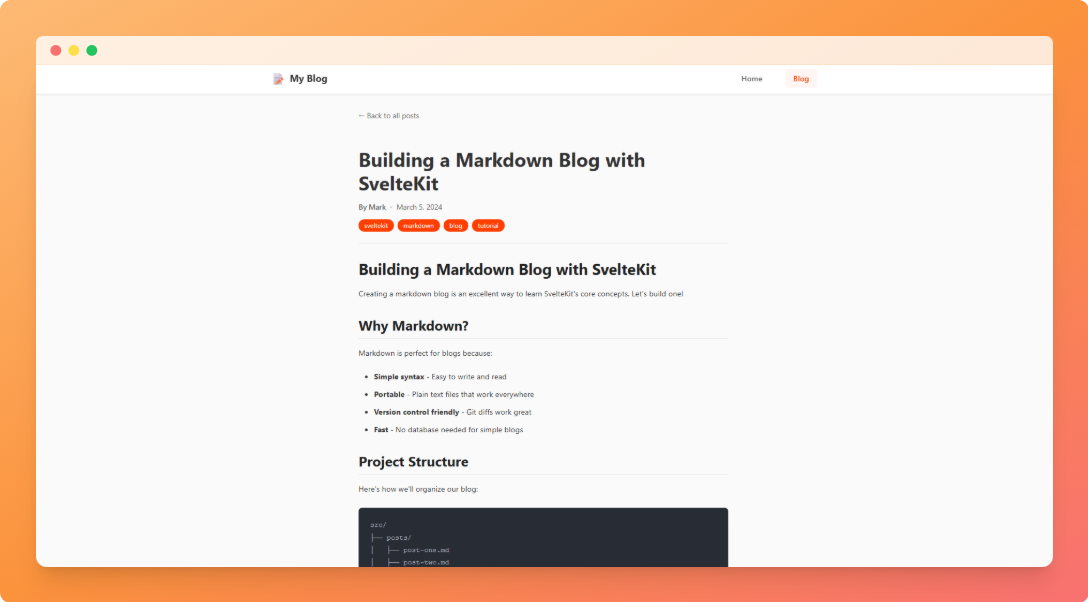 My Blog
Home
Blog
← Back to all posts
Building a Markdown Blog with
SvelteKit
By Mark · March 5, 2024
sveltekit
markdown
blog
tutorial
Building a Markdown Blog with SvelteKit
Creating a markdown blog is an excellent way to learn SvelteKit's core concepts. Let's build one!
Why Markdown?
Markdown is perfect for blogs because:
• Simple syntax - Easy to write and read
• Portable - Plain text files that work everywhere
• Version control friendly - Git diffs work great
• Fast - No database needed for simple blogs
Project Structure
Here's how we'll organize our blog:
src/
├── posts/
│   ├── post-one.md
│   ├── post-two.md